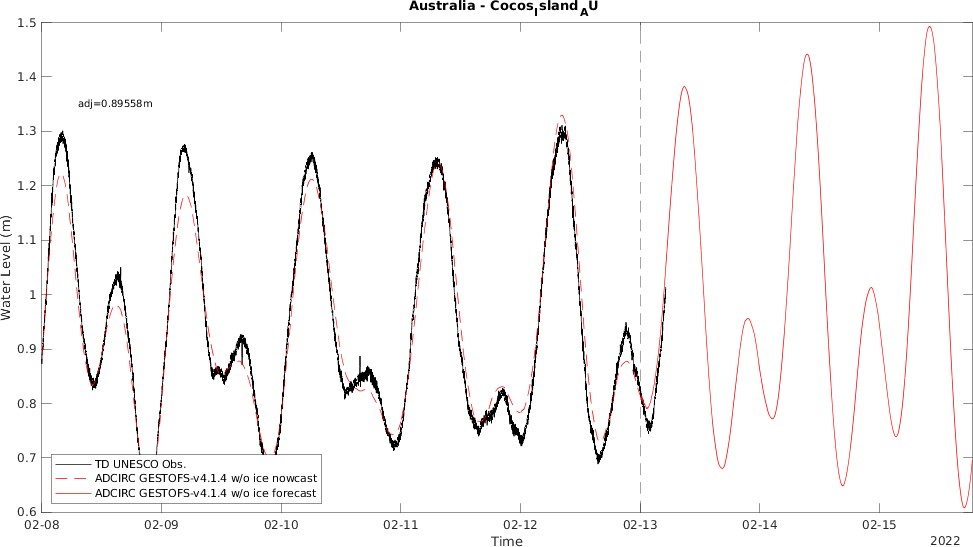 Australia - Cocos_Island_AU
1.5
1.4
adj=0.89558m
1.3
1.2
1.1
1
0.9
0.8
0.7
0.6
Water Level (m)
TD UNESCO Obs.
ADCIRC GESTOFS-v4.1.4 w/o ice nowcast
ADCIRC GESTOFS-v4.1.4 w/o ice forecast
02-08 02-09 02-10 02-11 02-12 02-13 02-14 02-15
Time
2022